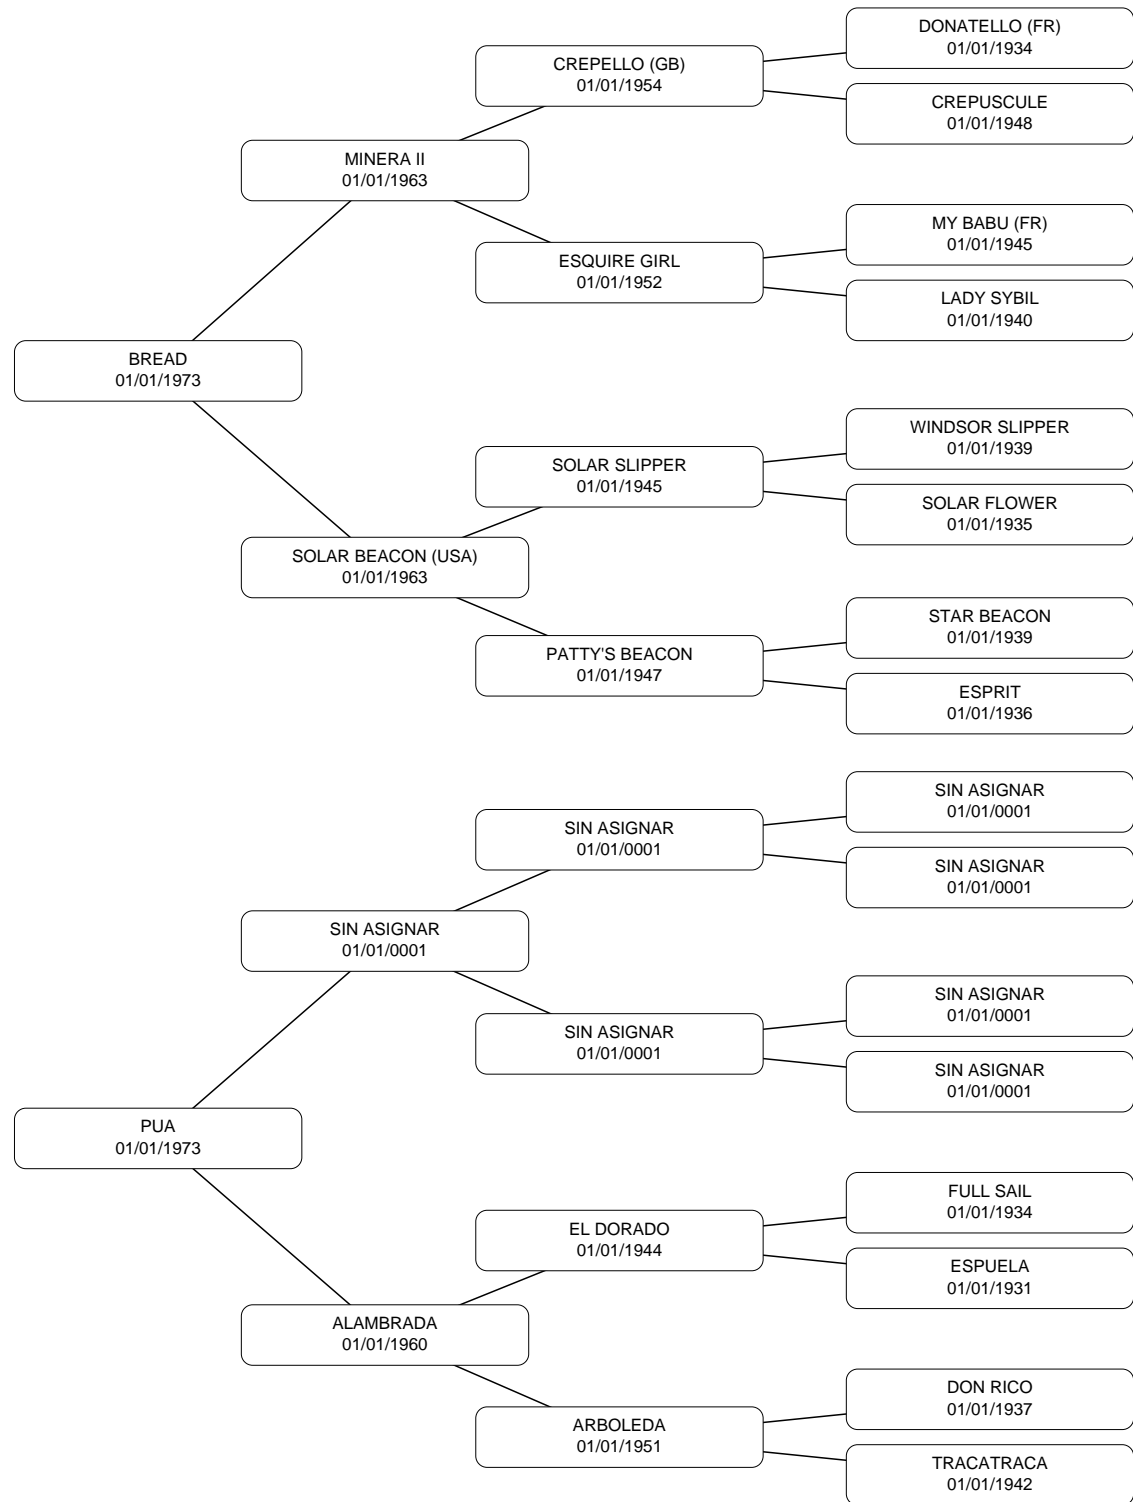 DONATELLO (FR)
01/01/1934
CREPELLO (GB)
01/01/1954
CREPUSCULE
01/01/1948
MINERA II
01/01/1963
MY BABU (FR)
01/01/1945
ESQUIRE GIRL
01/01/1952
LADY SYBIL
01/01/1940
BREAD
01/01/1973
WINDSOR SLIPPER
01/01/1939
SOLAR SLIPPER
01/01/1945
SOLAR FLOWER
01/01/1935
SOLAR BEACON (USA)
01/01/1963
STAR BEACON
01/01/1939
PATTY'S BEACON
01/01/1947
ESPRIT
01/01/1936
SIN ASIGNAR
01/01/0001
SIN ASIGNAR
01/01/0001
SIN ASIGNAR
01/01/0001
SIN ASIGNAR
01/01/0001
SIN ASIGNAR
01/01/0001
SIN ASIGNAR
01/01/0001
SIN ASIGNAR
01/01/0001
PUA
01/01/1973
FULL SAIL
01/01/1934
EL DORADO
01/01/1944
ESPUELA
01/01/1931
ALAMBRADA
01/01/1960
DON RICO
01/01/1937
ARBOLEDA
01/01/1951
TRACATRACA
01/01/1942